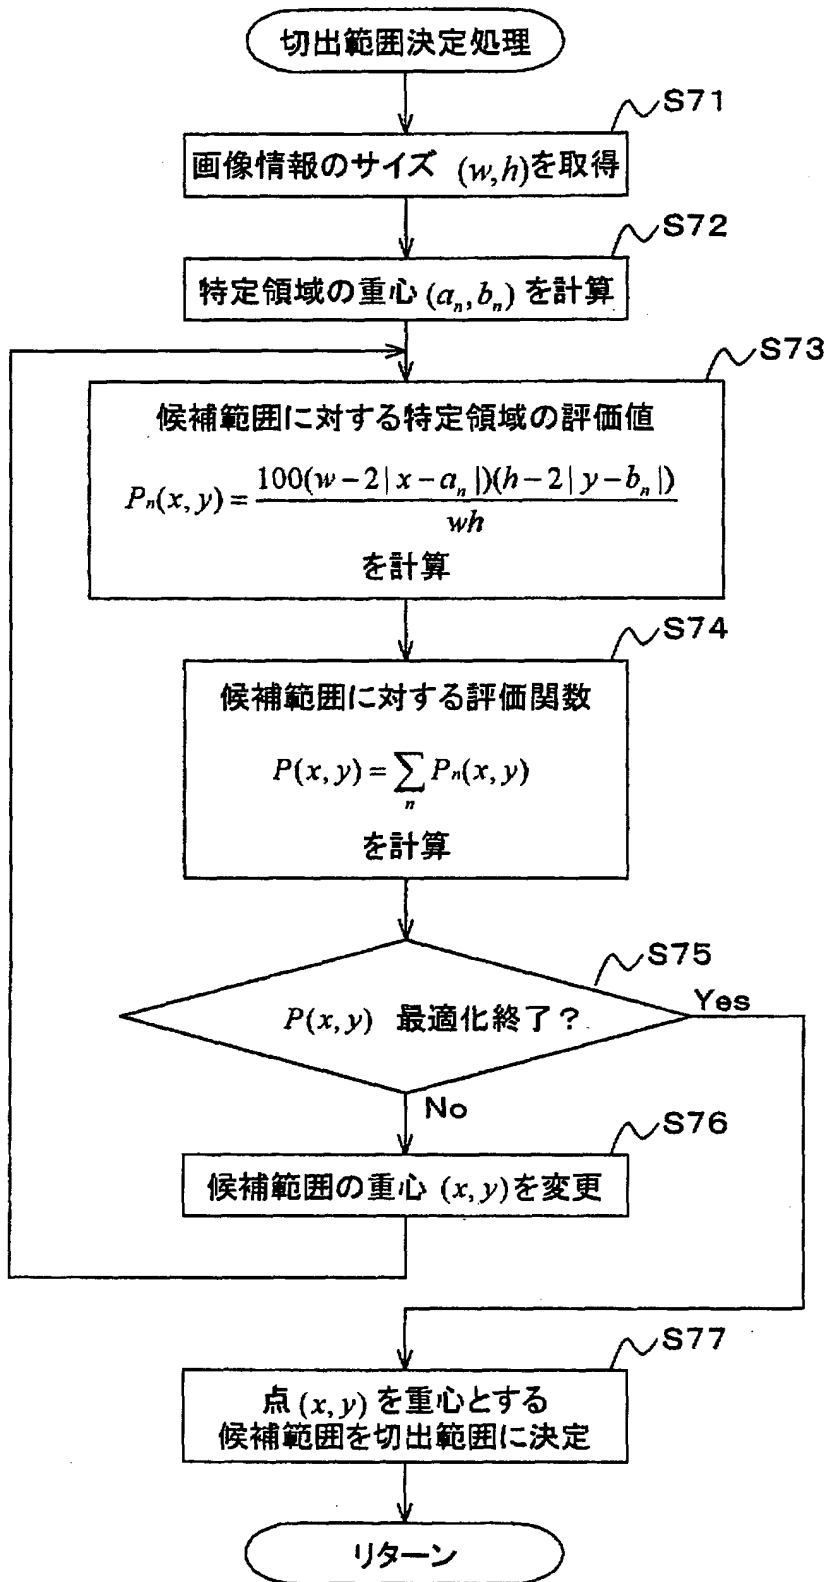 切出範囲決定処理
S71
画像情報のサイズ (w,h)を取得
S72
特定領域の重心(aₙ,bₙ)を計算
S73
候補範囲に対する特定領域の評価値
Pₙ(x,y)=100(w-2|x-aₙ|)(h-2|y-bₙ|)
wh
を計算
S74
候補範囲に対する評価関数
P(x,y)=∑Pₙ(x,y)
n
を計算
S75
P(x,y) 最適化終了?
Yes
No
S76
候補範囲の重心(x,y)を変更
S77
点(x,y)を重心とする
候補範囲を切出範囲に決定
リターン